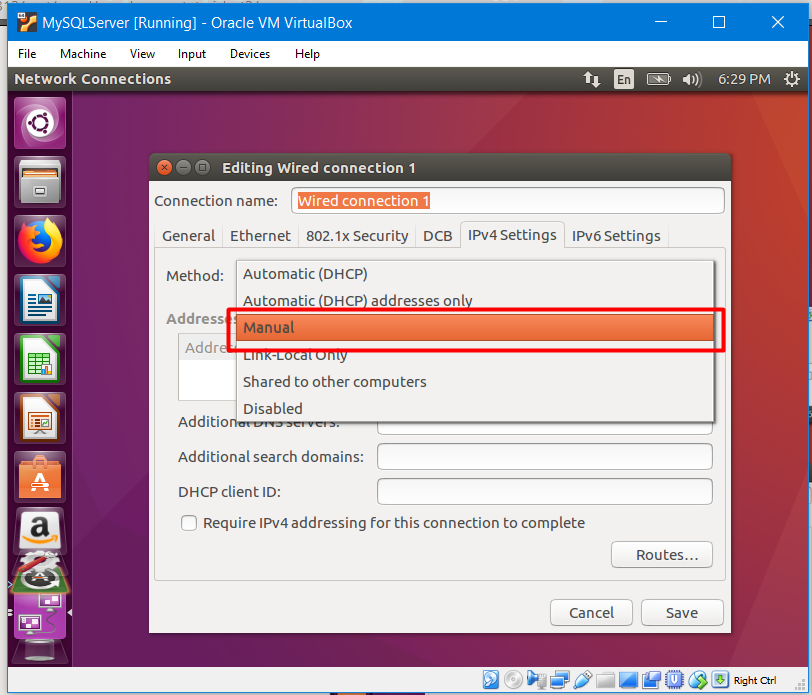 MySQLServer [Running] - Oracle VM VirtualBox
File Machine View Input Devices Help
Network Connections En 6:29 PM
Editing Wired connection 1
Connection name: Wired connection 1
General Ethernet 802.1x Security DCB IPv4 Settings IPv6 Settings
Method: Automatic (DHCP)
Automatic (DHCP) addresses only
Manual
Link-Local Only
Shared to other computers
Disabled
Additional DNS servers:
Additional search domains:
DHCP client ID:
Require IPv4 addressing for this connection to complete
Routes...
Cancel Save
Right Ctrl